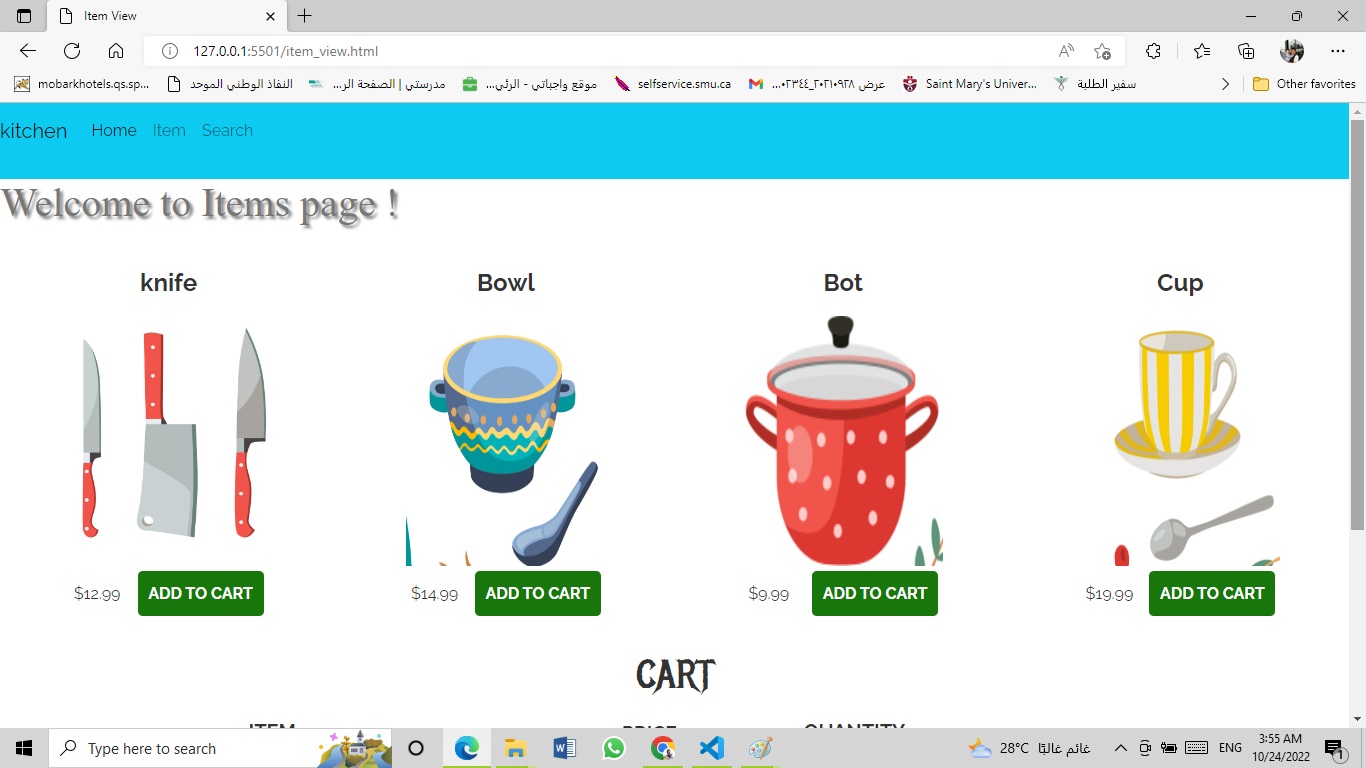 Item View
127.0.0.1:5501/item_view.html
mobarkhotels.qs.sp...
النفاذ الوطني الموحد
مدرستي | الصفحة الر...
موقع واجباتي - الرئي...
selfservice.smu.ca
عرض ٢٠٢١٠٩٢٨_٠٢٣٤٤...
Saint Mary's Univer...
سفير الطلبة
Other favorites
kitchen Home Item Search
Welcome to Items page !
knife Bowl Bot Cup
$12.99 ADD TO CART $14.99 ADD TO CART $9.99 ADD TO CART $19.99 ADD TO CART
CART
ITEM PRICE QUANTITY
Type here to search
28°C غائم غالبًا
ENG
3:55 AM
10/24/2022
1